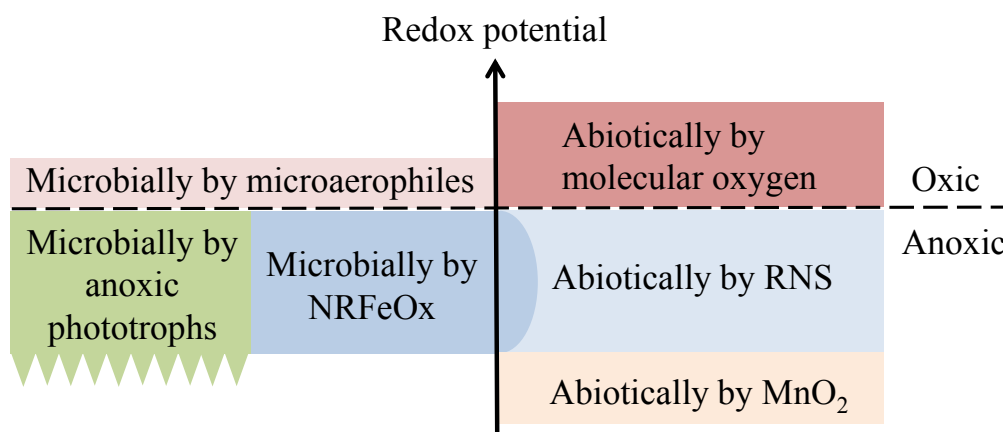 Redox potential
Abiotically by
molecular oxygen
Microbially by microaerophiles
Oxic
Anoxic
Microbially by
anoxic
phototrophs
Microbially by
NRFeOx
Abiotically by RNS
Abiotically by MnO₂